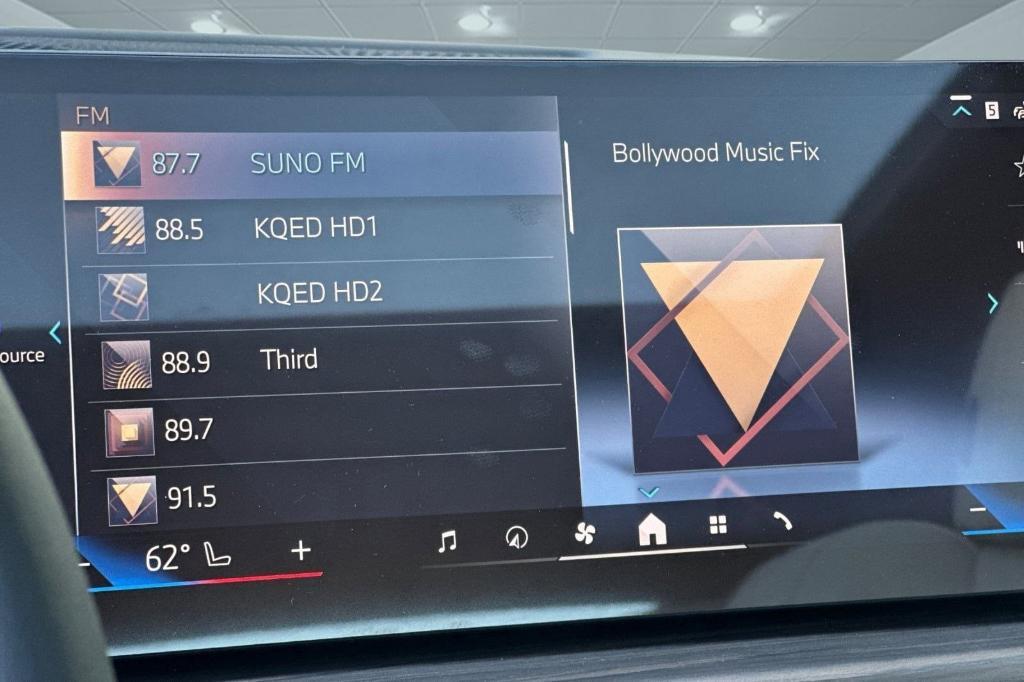 FM
87.7 SUNO FM
88.5 KQED HD1
KQED HD2
88.9 Third
89.7
91.5
Bollywood Music Fix
5
ource
62° +